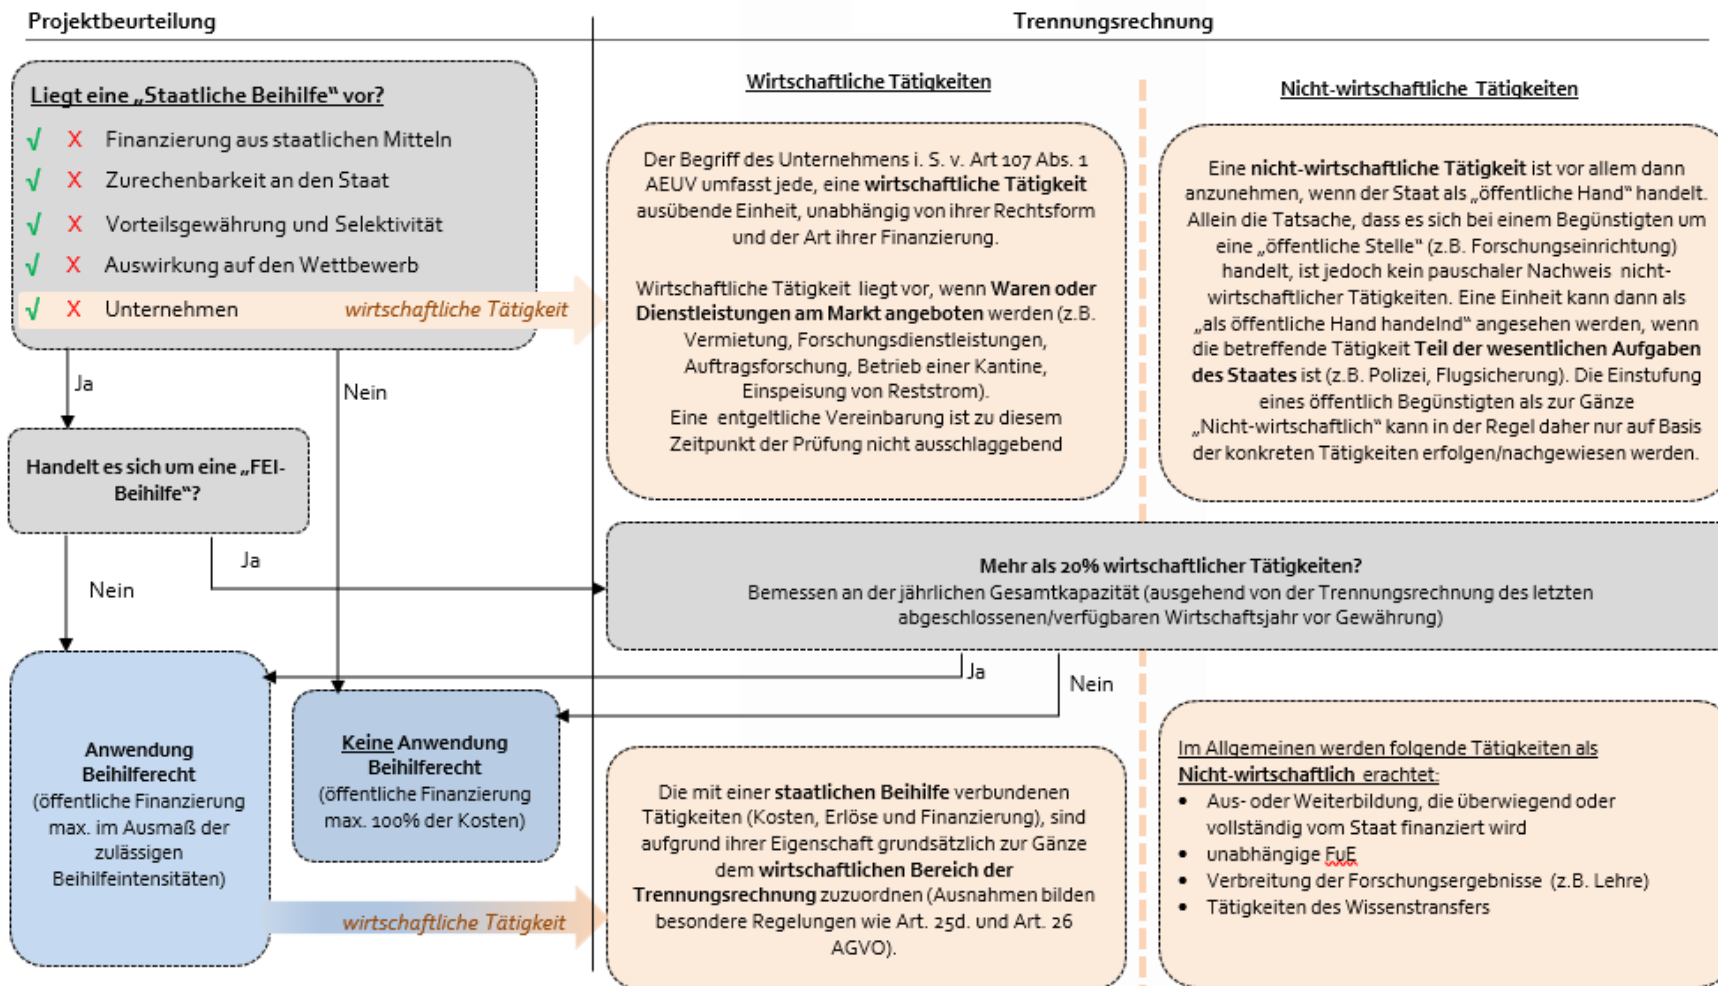 Projektbeurteilung
Trennungsrechnung
Liegt eine „Staatliche Beihilfe“ vor?
√ X Finanzierung aus staatlichen Mitteln
√ X Zurechenbarkeit an den Staat
√ X Vorteilsgewährung und Selektivität
√ X Auswirkung auf den Wettbewerb
√ X Unternehmen wirtschaftliche Tätigkeit
Ja
Nein
Handelt es sich um eine „FEI-
Beihilfe“?
Nein
Ja
Anwendung
Beihilferecht
(öffentliche Finanzierung
max. im Ausmaß der
zulässigen
Beihilfeintensitäten)
Keine Anwendung
Beihilferecht
(öffentliche Finanzierung
max. 100% der Kosten)
wirtschaftliche Tätigkeit
Wirtschaftliche Tätigkeiten
Der Begriff des Unternehmens i. S. v. Art 107 Abs. 1
AEUV umfasst jede, eine wirtschaftliche Tätigkeit
ausübende Einheit, unabhängig von ihrer Rechtsform
und der Art ihrer Finanzierung.
Wirtschaftliche Tätigkeit liegt vor, wenn Waren oder
Dienstleistungen am Markt angeboten werden (z.B.
Vermietung, Forschungsdienstleistungen,
Auftragsforschung, Betrieb einer Kantine,
Einspeisung von Reststrom).
Eine entgeltliche Vereinbarung ist zu diesem
Zeitpunkt der Prüfung nicht ausschlaggebend
Nicht-wirtschaftliche Tätigkeiten
Eine nicht-wirtschaftliche Tätigkeit ist vor allem dann
anzunehmen, wenn der Staat als „öffentliche Hand“ handelt.
Allein die Tatsache, dass es sich bei einem Begünstigten um
eine „öffentliche Stelle“ (z.B. Forschungseinrichtung)
handelt, ist jedoch kein pauschaler Nachweis nicht-
wirtschaftlicher Tätigkeiten. Eine Einheit kann dann als
„als öffentliche Hand handelnd“ angesehen werden, wenn
die betreffende Tätigkeit Teil der wesentlichen Aufgaben
des Staates ist (z.B. Polizei, Flugsicherung). Die Einstufung
eines öffentlich Begünstigten als zur Gänze
„Nicht-wirtschaftlich“ kann in der Regel daher nur auf Basis
der konkreten Tätigkeiten erfolgen/nachgewiesen werden.
Mehr als 20% wirtschaftlicher Tätigkeiten?
Bemessen an der jährlichen Gesamtkapazität (ausgehend von der Trennungsrechnung des letzten
abgeschlossenen/verfügbaren Wirtschaftsjahr vor Gewährung)
Ja
Nein
Die mit einer staatlichen Beihilfe verbundenen
Tätigkeiten (Kosten, Erlöse und Finanzierung), sind
aufgrund ihrer Eigenschaft grundsätzlich zur Gänze
dem wirtschaftlichen Bereich der
Trennungsrechnung zuzuordnen (Ausnahmen bilden
besondere Regelungen wie Art. 25d. und Art. 26
AGVO).
Im Allgemeinen werden folgende Tätigkeiten als
Nicht-wirtschaftlich erachtet:
• Aus- oder Weiterbildung, die überwiegend oder
vollständig vom Staat finanziert wird
• unabhängige FuE
• Verbreitung der Forschungsergebnisse (z.B. Lehre)
• Tätigkeiten des Wissenstransfers